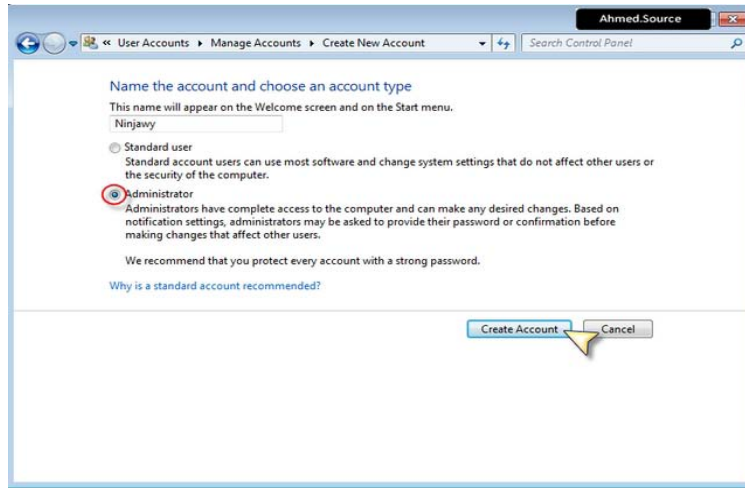 Ahmed.Source
« User Accounts ▸ Manage Accounts ▸ Create New Account
Search Control Panel
Name the account and choose an account type
This name will appear on the Welcome screen and on the Start menu.
Ninjawy
Standard user
Standard account users can use most software and change system settings that do not affect other users or
the security of the computer.
Administrator
Administrators have complete access to the computer and can make any desired changes. Based on
notification settings, administrators may be asked to provide their password or confirmation before
making changes that affect other users.
We recommend that you protect every account with a strong password.
Why is a standard account recommended?
Create Account
Cancel